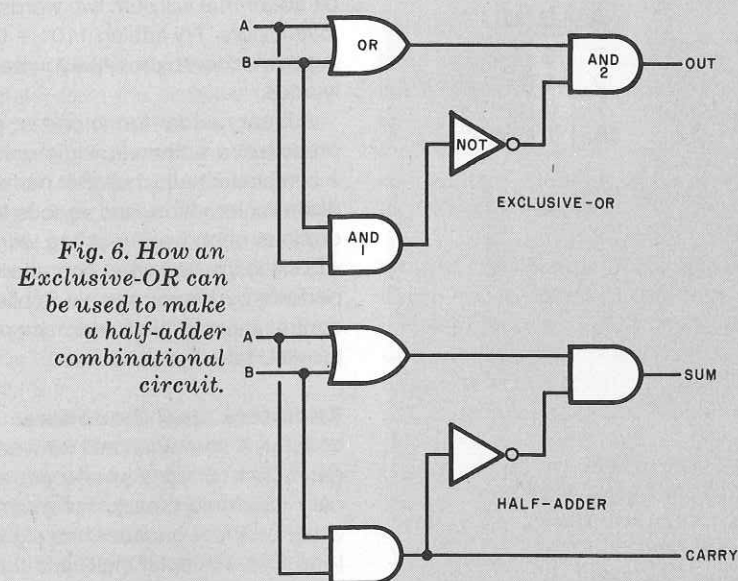 A
B
OR
AND
2
OUT
NOT
EXCLUSIVE-OR
AND
1
Fig. 6. How an
Exclusive-OR can
be used to make
a half-adder
combinational
circuit.
A
B
SUM
HALF-ADDER
CARRY